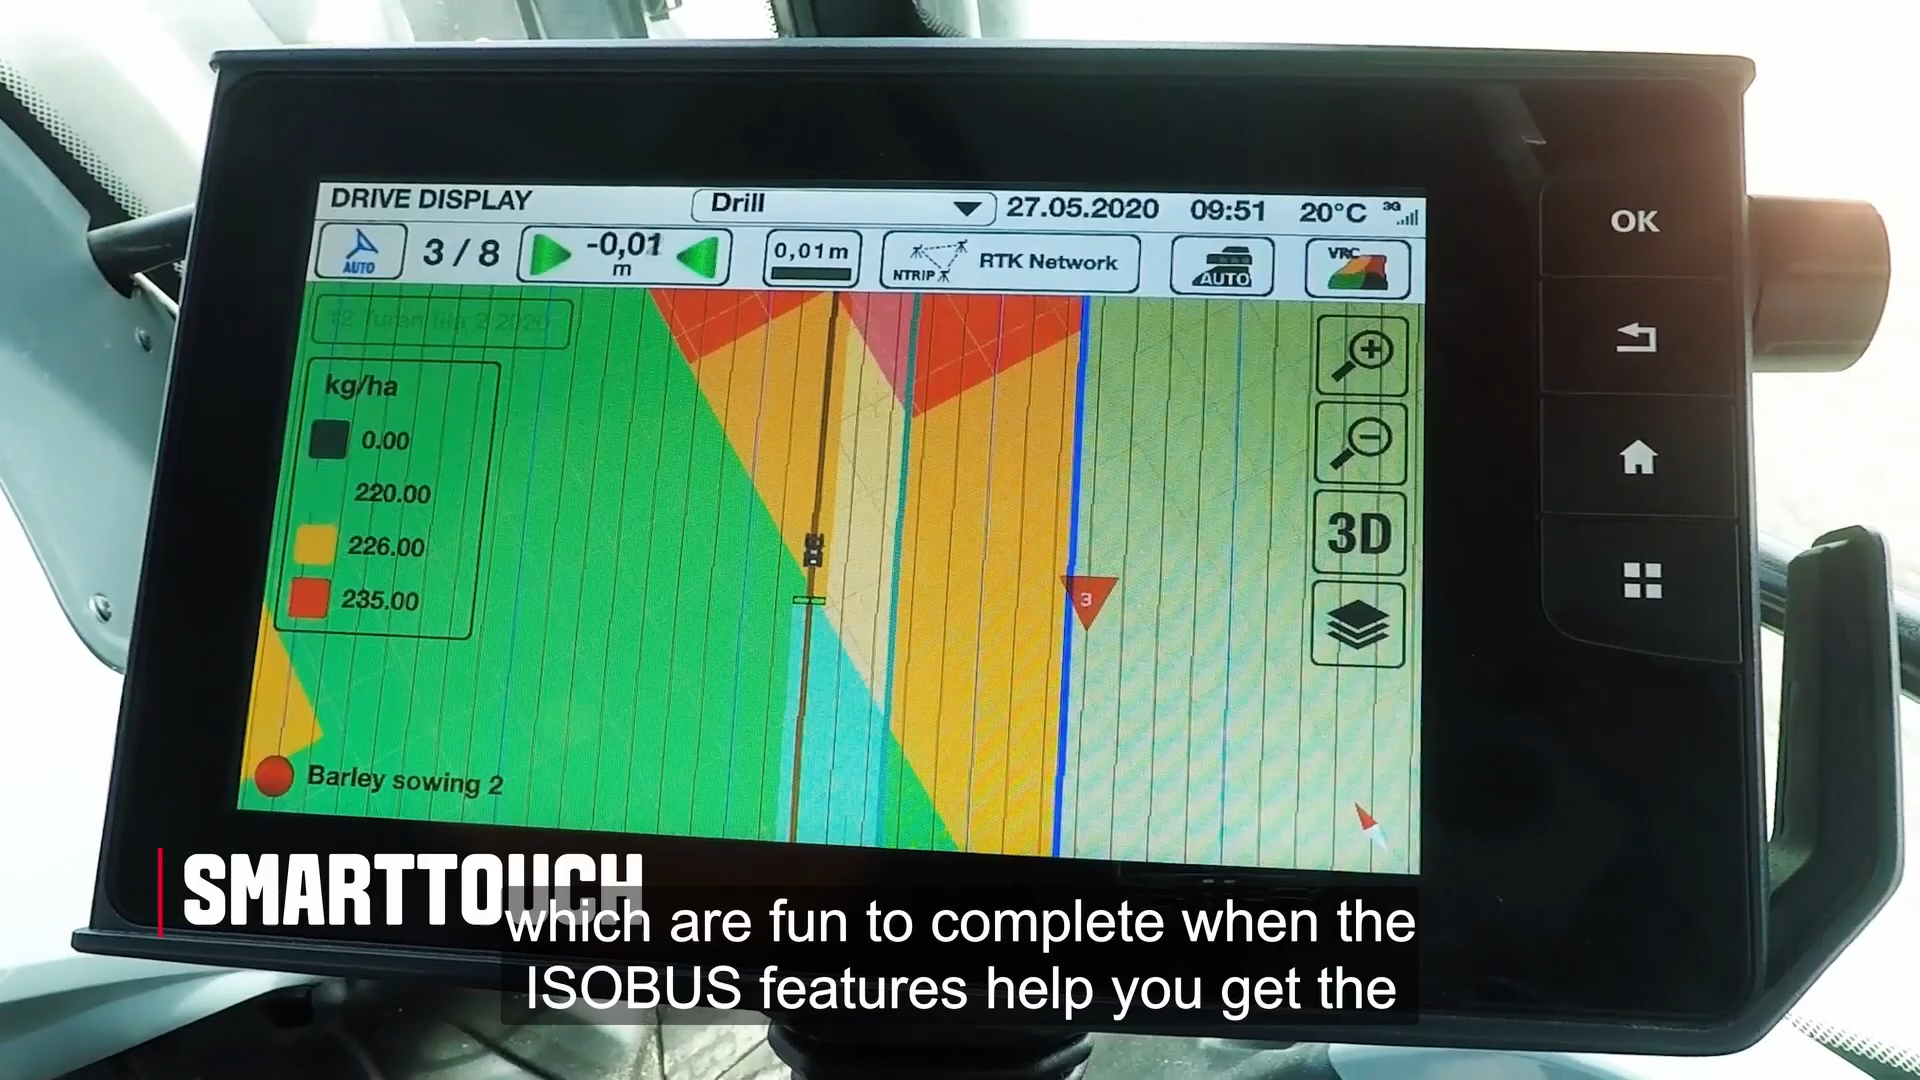 DRIVE DISPLAY
Drill
27.05.2020
09:51
20°C
3G
AUTO
3 / 8
-0,01
m
0,01m
NTRIP
RTK Network
AUTO
VRC
kg/ha
0.00
220.00
226.00
235.00
3D
3
Barley sowing 2
OK
SMARTTOUCH
which are fun to complete when the
ISOBUS features help you get the